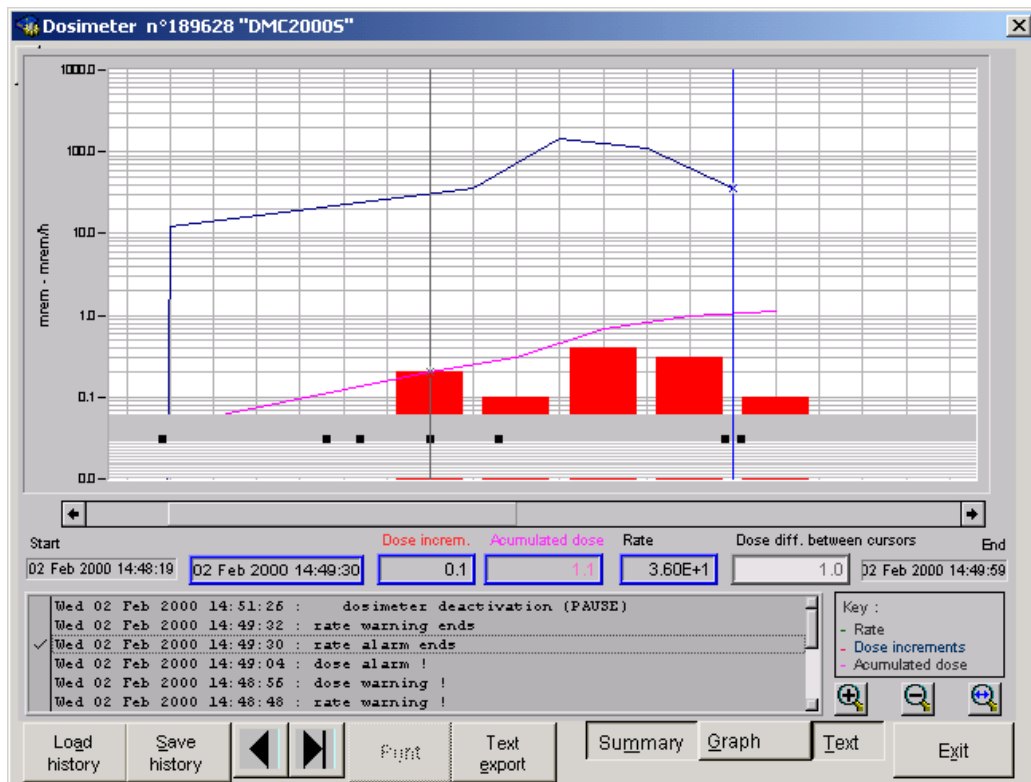 Dosimeter n°189628 "DMC2000S"
1000.0
100.0
10.0
1.0
0.1
0.0
mrem - mrem/h
Start
Dose increm.
Acumulated dose
Rate
Dose diff. between cursors
End
02 Feb 2000 14:48:19
02 Feb 2000 14:49:30
0.1
1.1
3.60E+1
1.0
02 Feb 2000 14:49:59
Wed 02 Feb 2000 14:51:26 : dosimeter deactivation (PAUSE)
Wed 02 Feb 2000 14:49:32 : rate warning ends
Wed 02 Feb 2000 14:49:30 : rate alarm ends
Wed 02 Feb 2000 14:49:04 : dose alarm !
Wed 02 Feb 2000 14:48:56 : dose warning !
Wed 02 Feb 2000 14:48:48 : rate warning !
Key :
- Rate
- Dose increments
- Acumulated dose
Load history
Save history
Print
Text export
Summary
Graph
Text
Exit